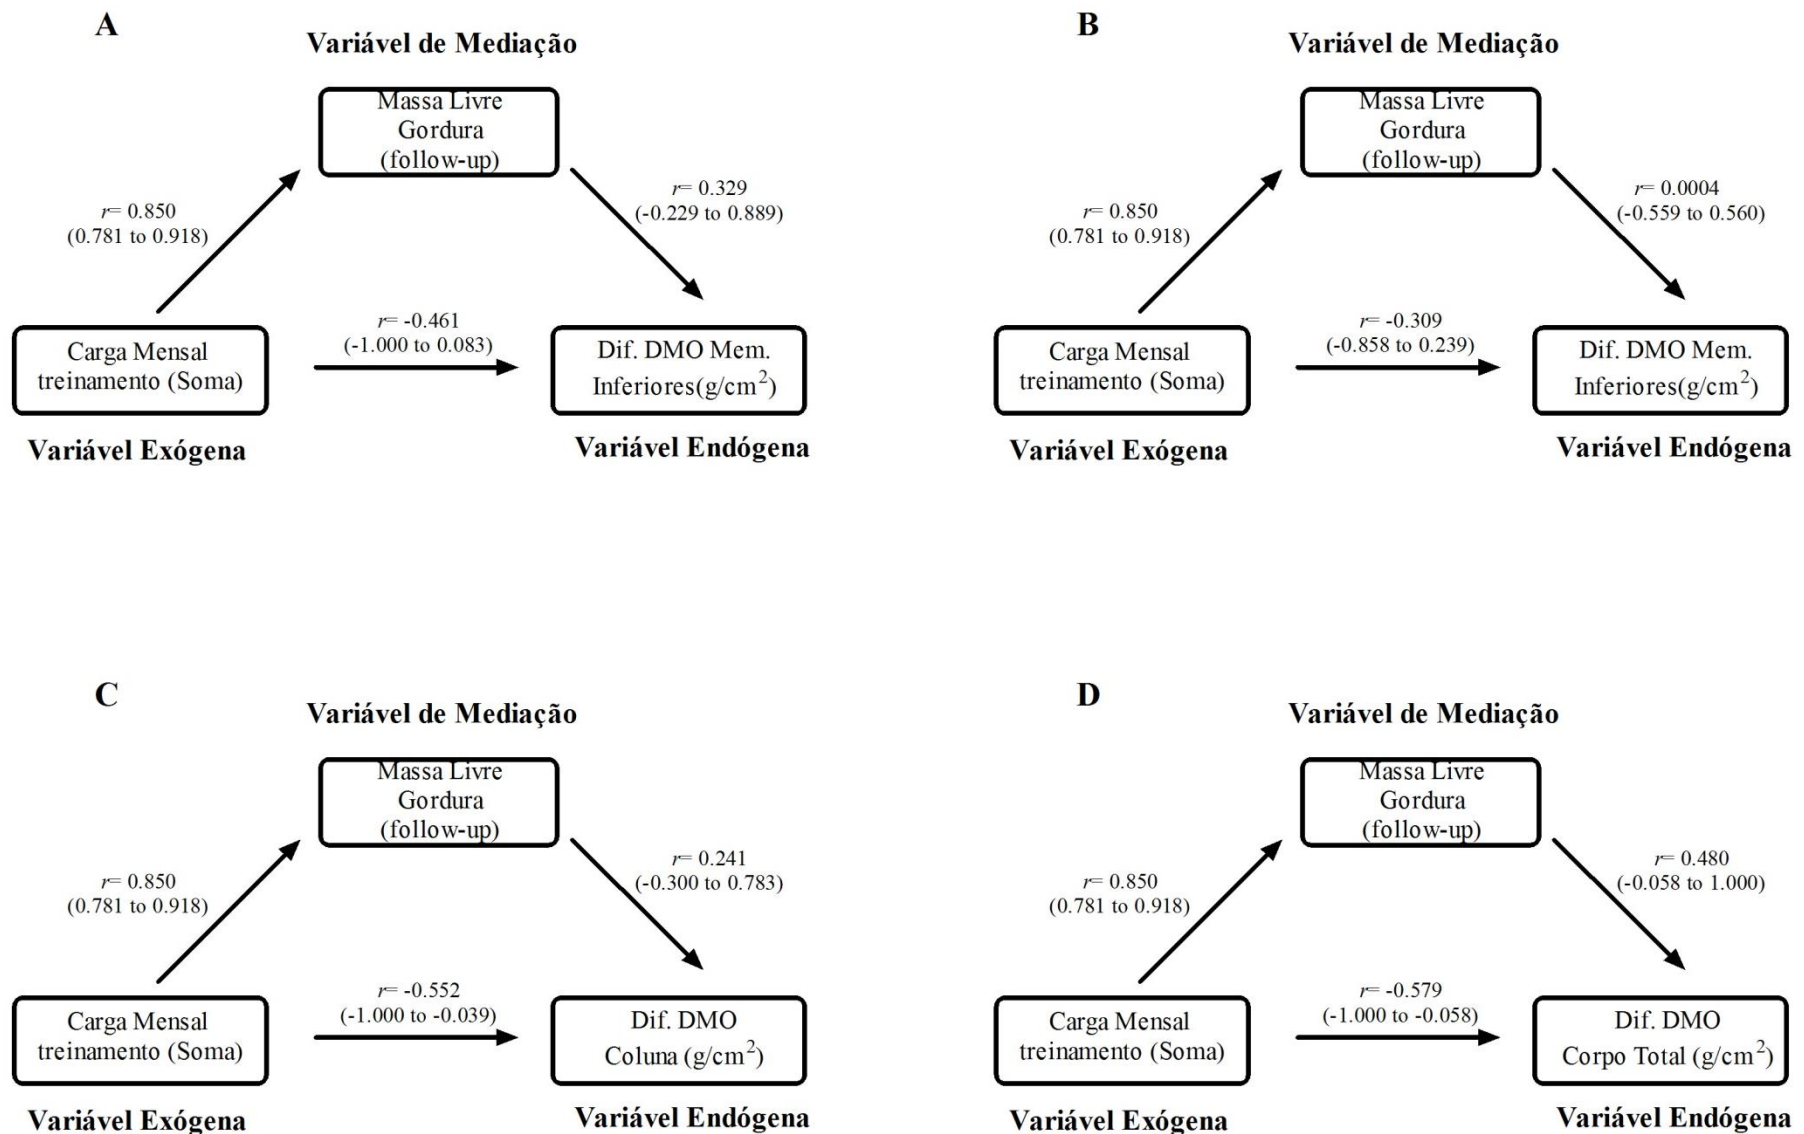 A
Variável de Mediação
Massa Livre
Gordura
(follow-up)
r= 0.850
(0.781 to 0.918)
r= 0.329
(-0.229 to 0.889)
r= -0.461
(-1.000 to 0.083)
Carga Mensal
treinamento (Soma)
Dif. DMO Mem.
Inferiores(g/cm²)
Variável Exógena
Variável Endógena
B
Variável de Mediação
Massa Livre
Gordura
(follow-up)
r= 0.850
(0.781 to 0.918)
r= 0.0004
(-0.559 to 0.560)
r= -0.309
(-0.858 to 0.239)
Carga Mensal
treinamento (Soma)
Dif. DMO Mem.
Inferiores(g/cm²)
Variável Exógena
Variável Endógena
C
Variável de Mediação
Massa Livre
Gordura
(follow-up)
r= 0.850
(0.781 to 0.918)
r= 0.241
(-0.300 to 0.783)
r= -0.552
(-1.000 to -0.039)
Carga Mensal
treinamento (Soma)
Dif. DMO
Coluna (g/cm²)
Variável Exógena
Variável Endógena
D
Variável de Mediação
Massa Livre
Gordura
(follow-up)
r= 0.850
(0.781 to 0.918)
r= 0.480
(-0.058 to 1.000)
r= -0.579
(-1.000 to -0.058)
Carga Mensal
treinamento (Soma)
Dif. DMO
Corpo Total (g/cm²)
Variável Exógena
Variável Endógena